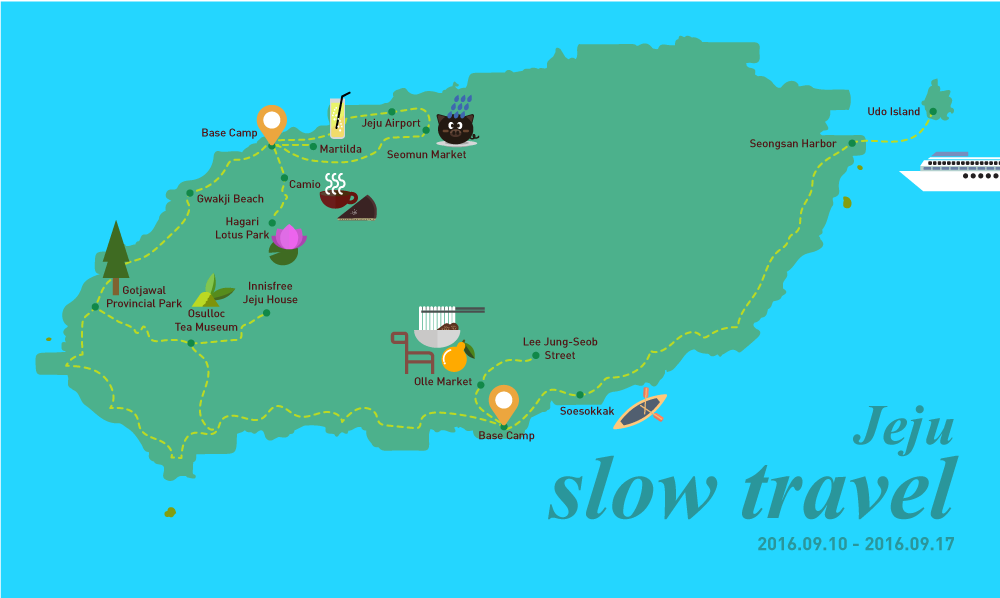 Udo Island
Base Camp
Jeju Airport
Seongsan Harbor
Martilda
Seomun Market
Camio
Gwakji Beach
Hagari
Lotus Park
Gotjawal
Provincial Park
Innisfree
Jeju House
Osulloc
Tea Museum
Lee Jung-Seob
Street
Olle Market
Soesokkak
Base Camp
Jeju
slow travel
2016.09.10 - 2016.09.17